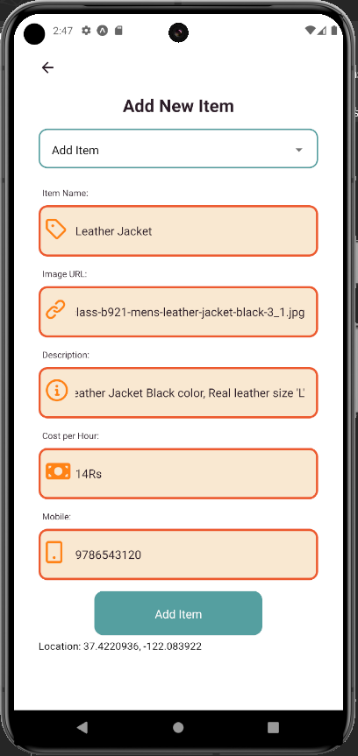 2:47
Add New Item
Add Item
Item Name:
Leather Jacket
Image URL:
lass-b921-mens-leather-jacket-black-3_1.jpg
Description:
eather Jacket Black color, Real leather size 'L'
Cost per Hour:
14Rs
Mobile:
9786543120
Add Item
Location: 37.4220936, -122.083922